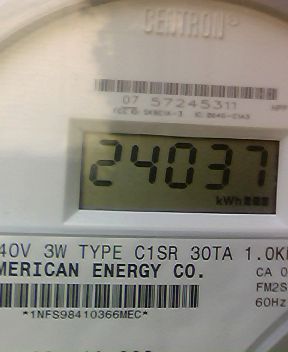 CENTRON®
07 57245311
24037
kWh
40V 3W TYPE C1SR 30TA 1.0K
MERICAN ENERGY CO.
CA 0
FM2S
60Hz
*1NFS98410366MEC*